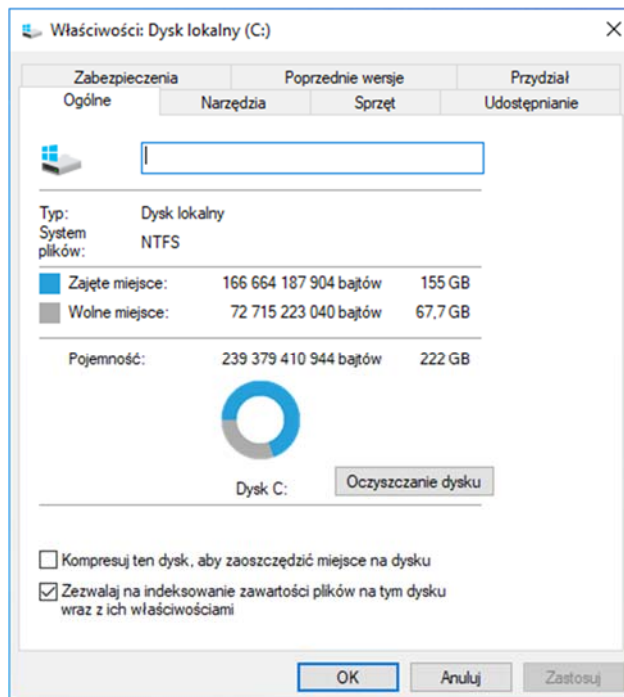 Właściwości: Dysk lokalny (C:)
Zabezpieczenia Poprzednie wersje Przydział
Ogólne Narzędzia Sprzęt Udostępnianie
Typ: Dysk lokalny
System
plików: NTFS
Zajęte miejsce: 166 664 187 904 bajtów 155 GB
Wolne miejsce: 72 715 223 040 bajtów 67,7 GB
Pojemność: 239 379 410 944 bajtów 222 GB
Dysk C: Oczyszczanie dysku
Kompresuj ten dysk, aby zaoszczędzić miejsce na dysku
Zezwalaj na indeksowanie zawartości plików na tym dysku
wraz z ich właściwościami
OK Anuluj Zastosuj